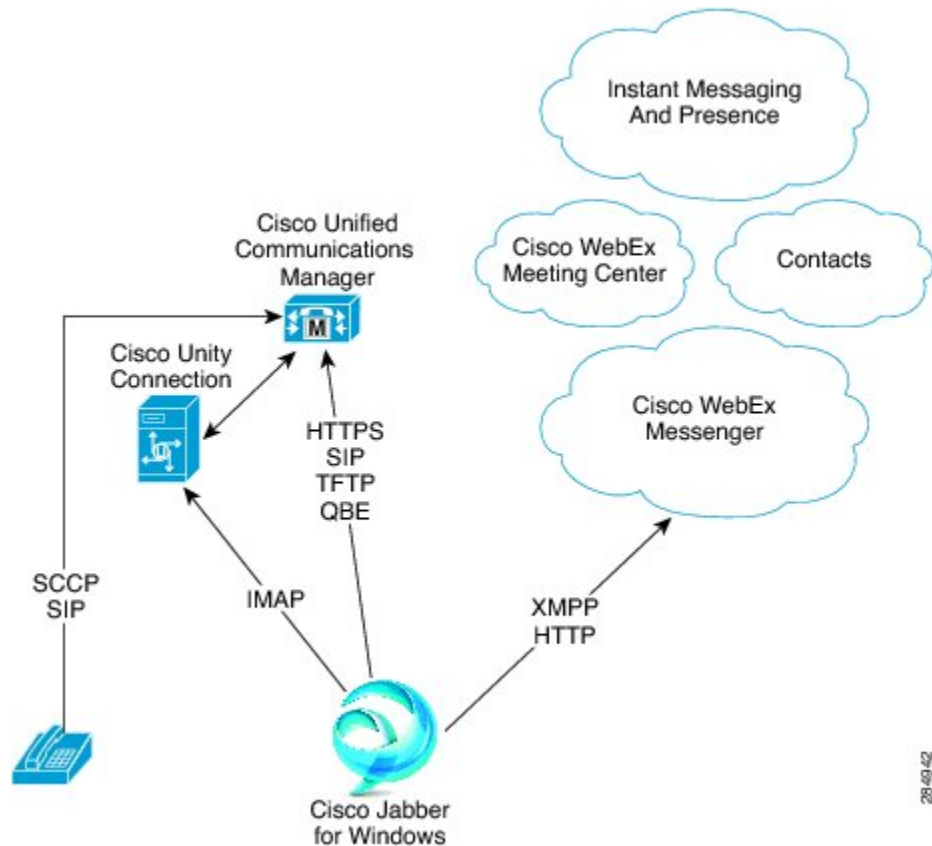 Instant Messaging
And Presence
Cisco Unified
Communications
Manager
Cisco WebEx
Meeting Center
Contacts
M
Cisco Unity
Connection
Cisco WebEx
Messenger
HTTPS
SIP
TFTP
QBE
SCCP
SIP
IMAP
XMPP
HTTP
Cisco Jabber
for Windows
284942